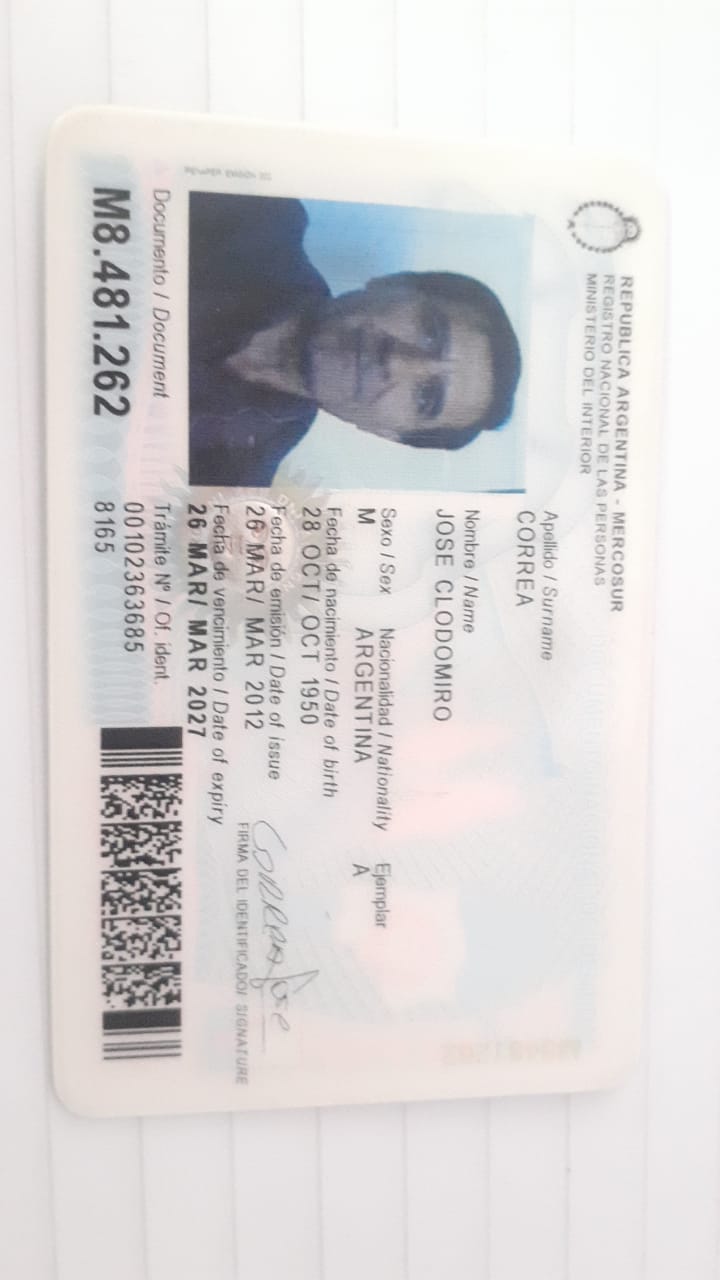 REPUBLICA ARGENTINA - MERCOSUR
REGISTRO NACIONAL DE LAS PERSONAS
MINISTERIO DEL INTERIOR
Apellido / Surname
CORREA
Nombre / Name
JOSE CLODOMIRO
Sexo / Sex Nacionalidad / Nationality Ejemplar
M ARGENTINA A
Fecha de nacimiento / Date of birth
28 OCT/ OCT 1950
Fecha de emisión / Date of issue
26 MAR/ MAR 2012
Fecha de vencimiento / Date of expiry
26 MAR/ MAR 2027
Correa Jose
FIRMA DEL IDENTIFICADO/ SIGNATURE
Documento / Document
M8.481.262
Trámite Nº / Of. ident.
00102363685
8165